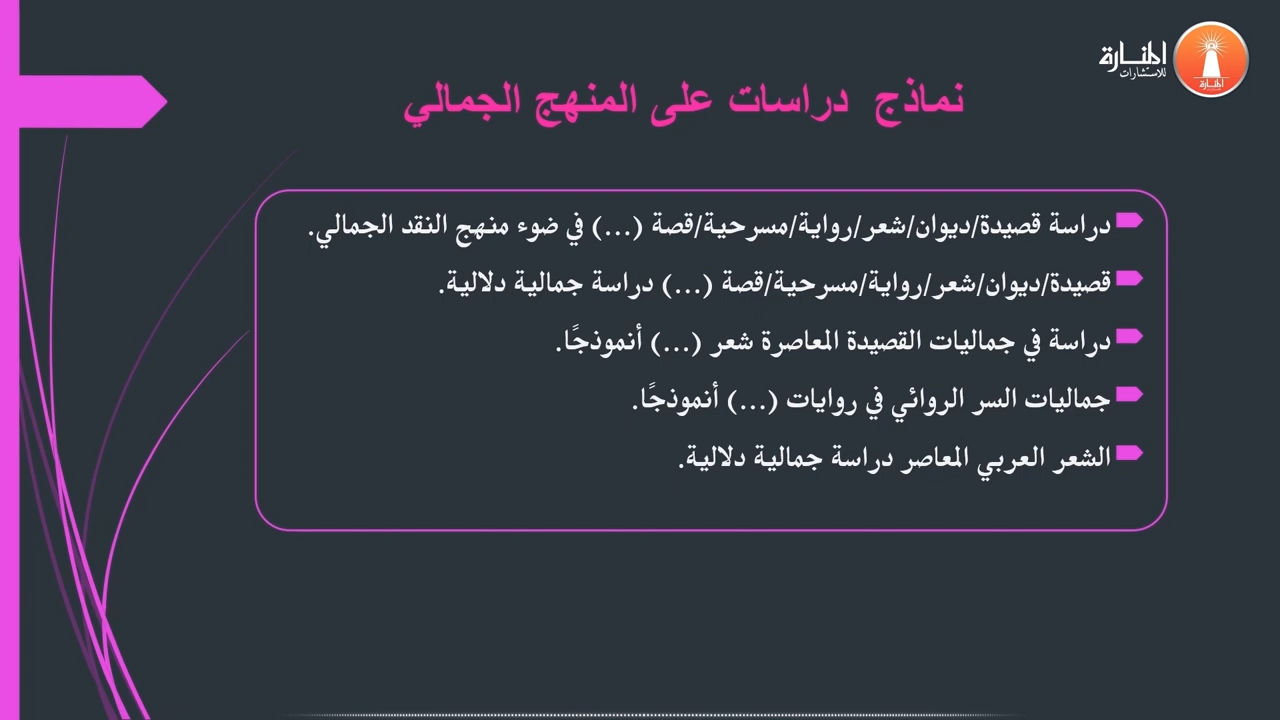 المنارة
للاستشارات
المنارة
نماذج دراسات على المنهج الجمالي
دراسة قصيدة/ديوان/شعر/رواية/مسرحية/قصة (...) في ضوء منهج النقد الجمالي.
قصيدة/ديوان/شعر/رواية/مسرحية/قصة (...) دراسة جمالية دلالية.
دراسة في جماليات القصيدة المعاصرة شعر (...) أنموذجًا.
جماليات السر الروائي في روايات (...) أنموذجًا.
الشعر العربي المعاصر دراسة جمالية دلالية.